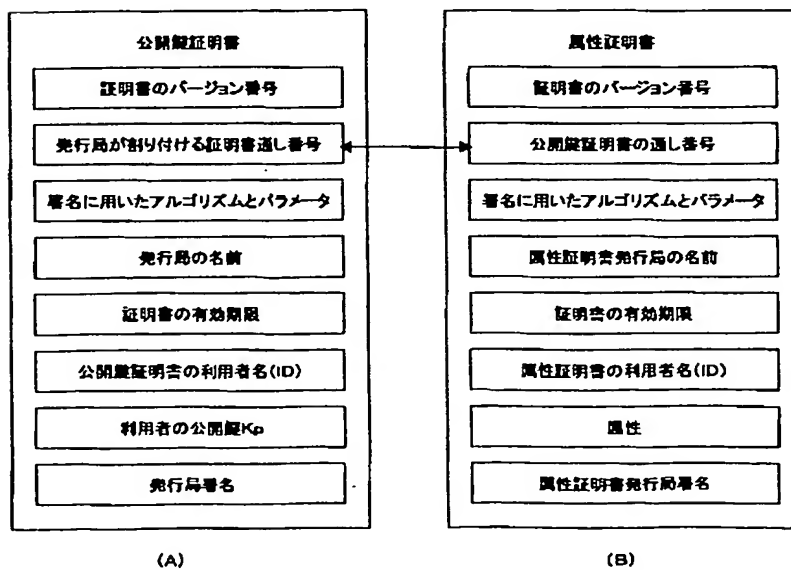 公開鍵証明書
証明書のバージョン番号
発行局が割り付ける証明書通し番号
署名に用いたアルゴリズムとパラメータ
発行局の名前
証明書の有効期限
公開鍵証明書の利用者名(ID)
利用者の公開鍵Kp
発行局署名
(A)
属性証明書
証明書のバージョン番号
公開鍵証明書の通し番号
署名に用いたアルゴリズムとパラメータ
属性証明書発行局の名前
証明書の有効期限
属性証明書の利用者名(ID)
属性
属性証明書発行局署名
(B)